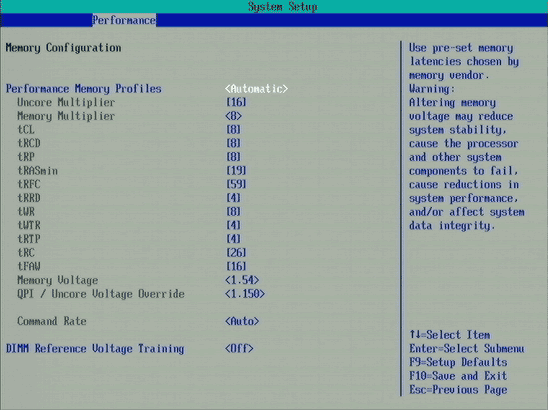 System Setup
Performance
Memory Configuration
Performance Memory Profiles <Automatic>
Uncore Multiplier [16]
Memory Multiplier <8>
tCL [8]
tRCD [8]
tRP [8]
tRASmin [19]
tRFC [59]
tRRD [4]
tWR [8]
tWTR [4]
tRTP [4]
tRC [26]
tFAW [16]
Memory Voltage <1.54>
QPI / Uncore Voltage Override <1.150>
Command Rate <Auto>
DIMM Reference Voltage Training <Off>
Use pre-set memory
latencies chosen by
memory vendor.
Warning:
Altering memory
voltage may reduce
system stability,
cause the processor
and other system
components to fail,
cause reductions in
system performance,
and/or affect system
data integrity.
↑↓=Select Item
Enter=Select Submenu
F9=Setup Defaults
F10=Save and Exit
Esc=Previous Page